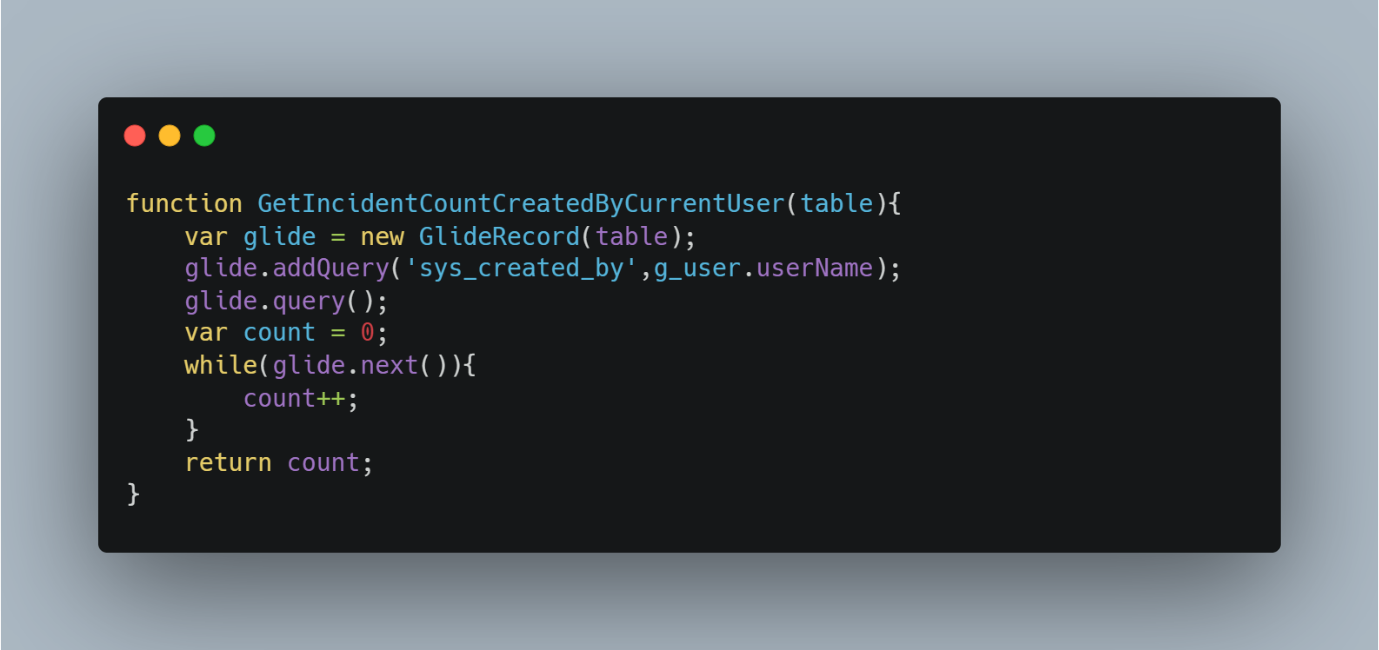 function GetIncidentCountCreatedByCurrentUser(table){
    var glide = new GlideRecord(table);
    glide.addQuery('sys_created_by',g_user.userName);
    glide.query();
    var count = 0;
    while(glide.next()){
        count++;
    }
    return count;
}